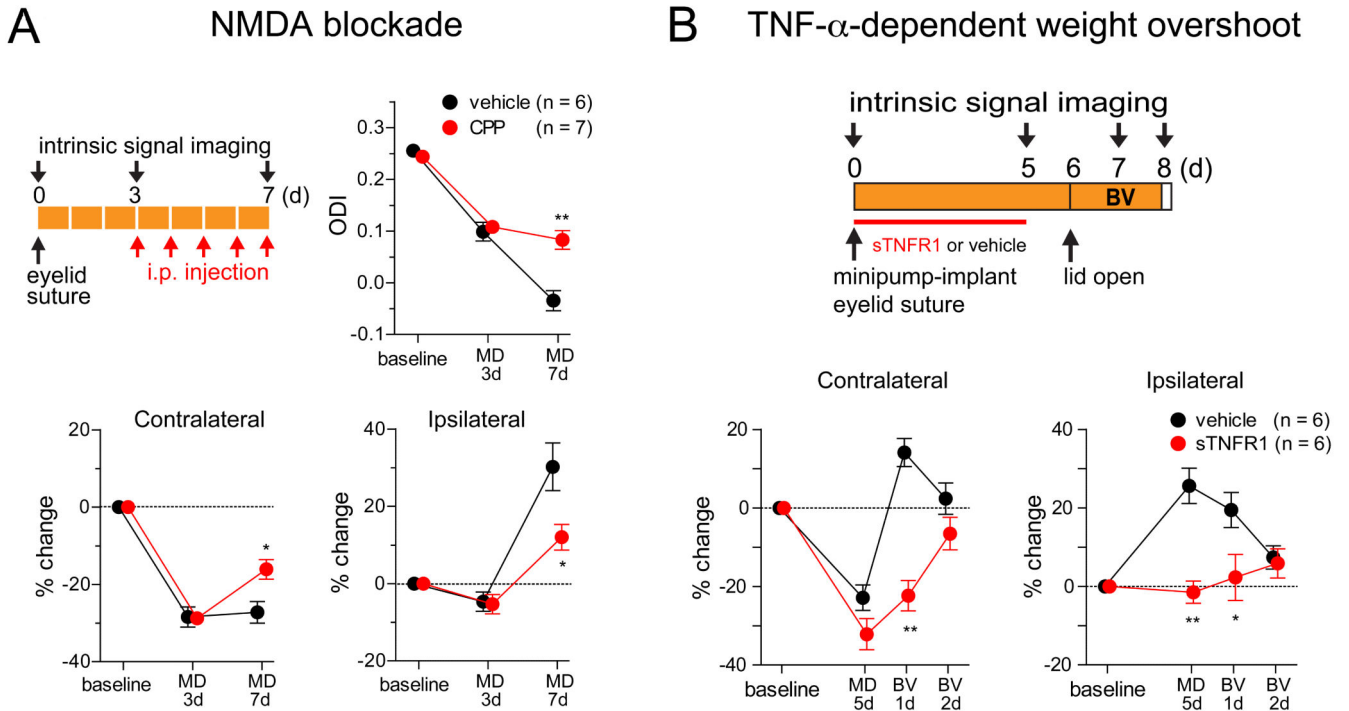 A
NMDA blockade
intrinsic signal imaging
0 3 7 (d)
i.p. injection
eyelid
suture
vehicle (n = 6)
CPP (n = 7)
ODI
0.3
0.2
0.1
0.0
-0.1
**
baseline
MD
3d
MD
7d
Contralateral
% change
20
0
-20
-40
*
baseline
MD
3d
MD
7d
Ipsilateral
% change
40
20
0
-20
*
baseline
MD
3d
MD
7d
B
TNF-α-dependent weight overshoot
intrinsic signal imaging
0 5 6 7 8 (d)
BV
sTNFR1 or vehicle
minipump-implant
eyelid suture
lid open
Contralateral
% change
20
0
-20
-40
**
baseline
MD
5d
BV
1d
BV
2d
Ipsilateral
vehicle (n = 6)
sTNFR1 (n = 6)
% change
40
20
0
-20
**
*
baseline
MD
5d
BV
1d
BV
2d